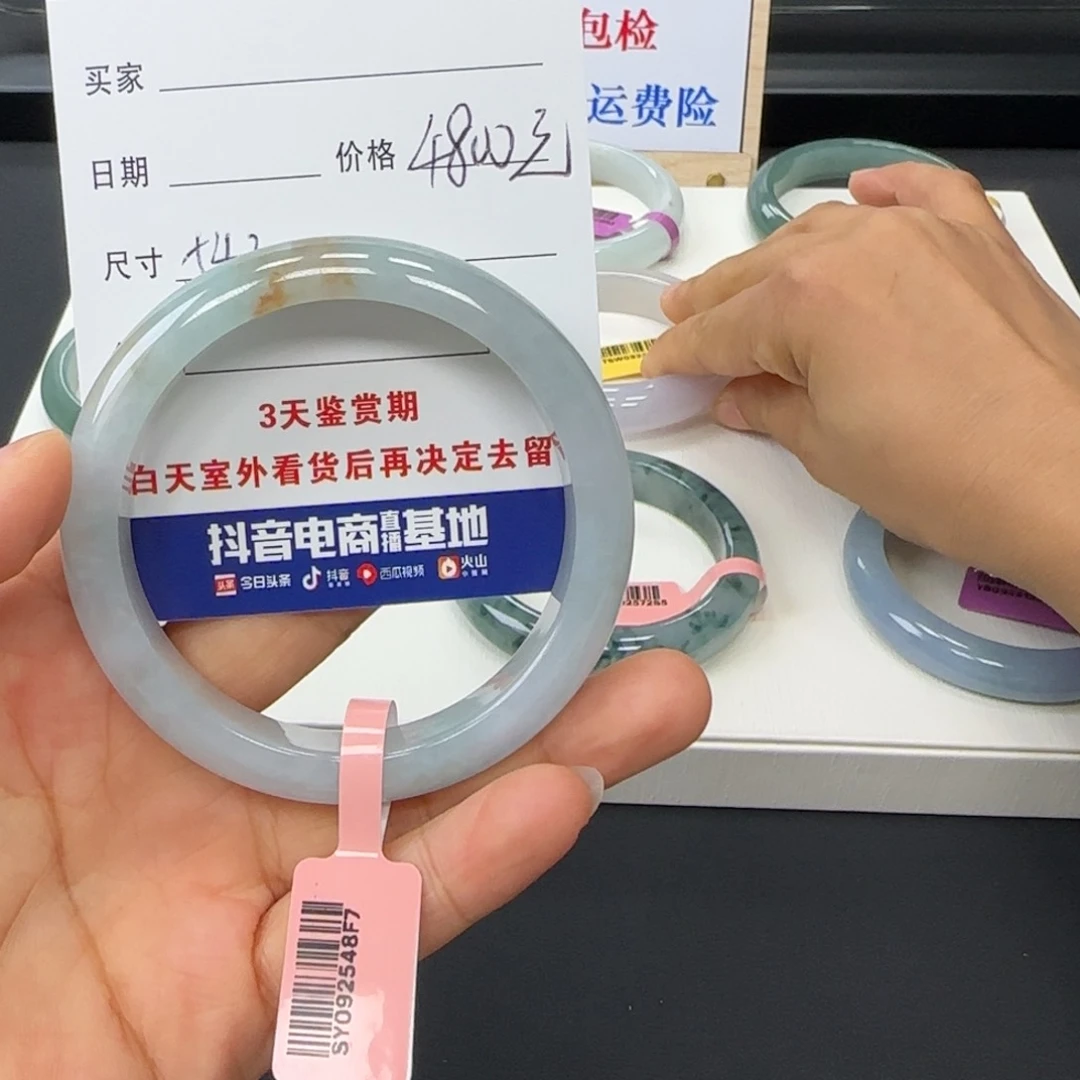 包检
运费险
买家
日期 价格 4800元
尺寸
3天鉴赏期
白天室外看货后再决定去留
抖音电商直播基地
头条 今日头条 抖音 西瓜视频 火山
SY092548F7